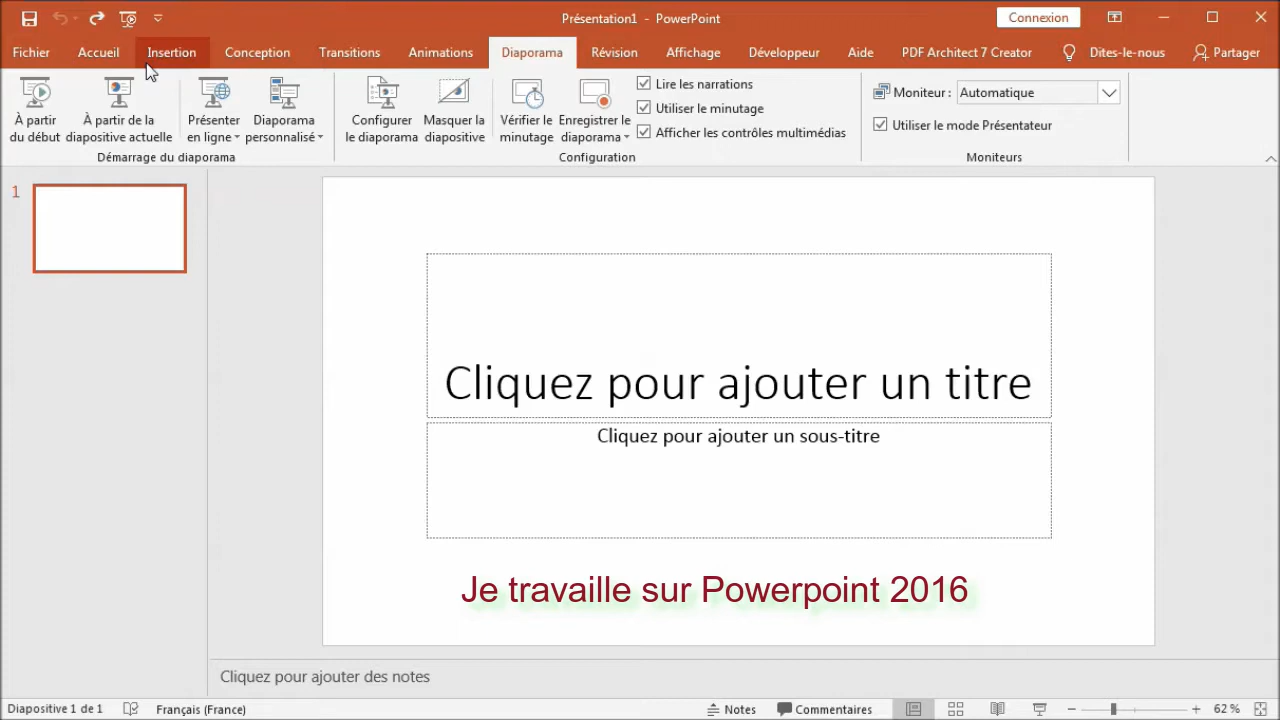 Présentation1 - PowerPoint
Connexion
Fichier Accueil Insertion Conception Transitions Animations Diaporama Révision Affichage Développeur Aide PDF Architect 7 Creator Dites-le-nous Partager
À partir du début
À partir de la diapositive actuelle
Présenter en ligne
Diaporama personnalisé
Démarrage du diaporama
Configurer le diaporama
Masquer la diapositive
Vérifier le minutage
Enregistrer le diaporama
Lire les narrations
Utiliser le minutage
Afficher les contrôles multimédias
Configuration
Moniteur : Automatique
Utiliser le mode Présentateur
Moniteurs
1
Cliquez pour ajouter un titre
Cliquez pour ajouter un sous-titre
Je travaille sur Powerpoint 2016
Cliquez pour ajouter des notes
Diapositive 1 de 1 Français (France) Notes Commentaires 62 %